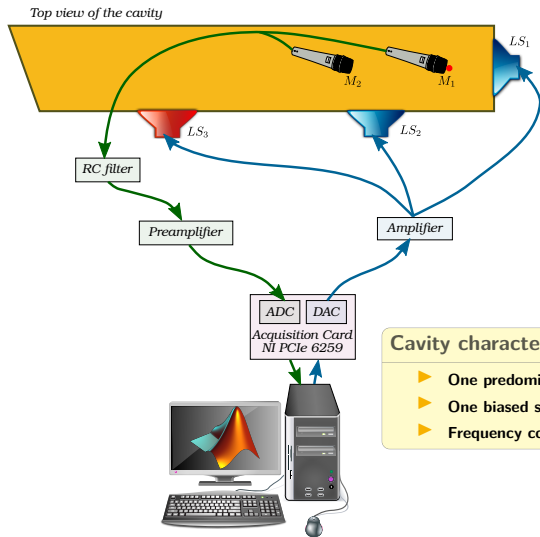 Top view of the cavity
LS1
M2
M1
LS3
LS2
RC filter
Preamplifier
Amplifier
ADC
DAC
Acquisition Card
NI PCIe 6259
Cavity characte
One predomi
One biased s
Frequency co